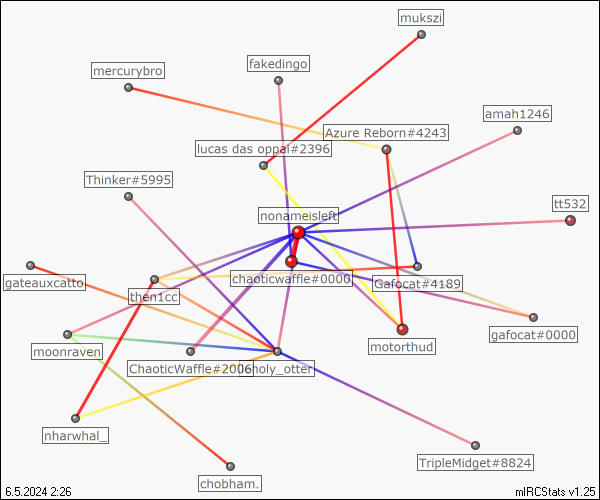 mukszi
fakedingo
mercurybro
amah1246
Azure Reborn#4243
lucas das oppai#2396
Thinker#5995
tt532
nonameisleft
chaoticwaffle#0000
Gafocat#4189
gateauxcatto
then1cc
gafocat#0000
motorthud
moonraven
ChaoticWaffle#2006
holy_otter
nharwhal_
TripleMidget#8824
chobham.
6.5.2024 2:26
mIRCStats v1.25